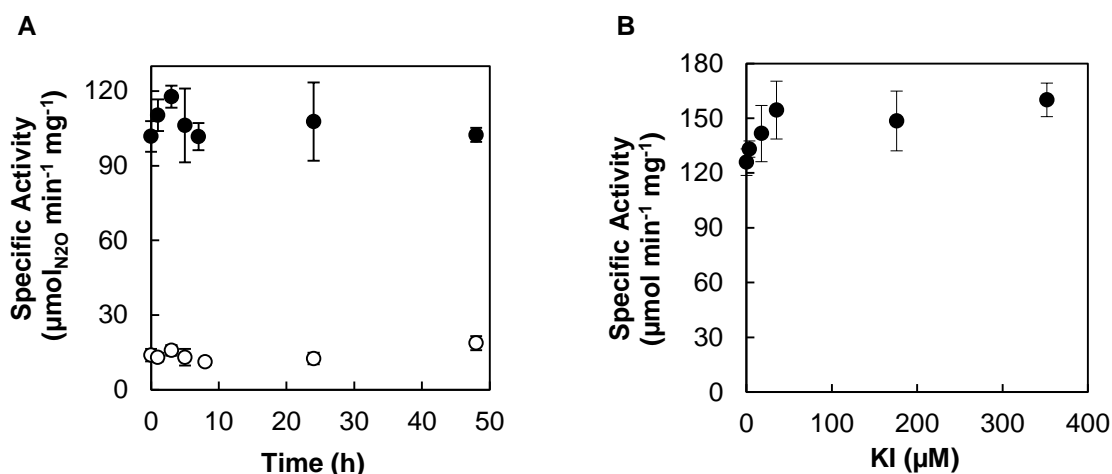 A
Specific Activity
(µmol_N2O min⁻¹ mg⁻¹)
120
90
60
30
0
0 10 20 30 40 50
Time (h)
B
Specific Activity
(µmol min⁻¹ mg⁻¹)
180
150
120
90
60
30
0
0 100 200 300 400
KI (µM)